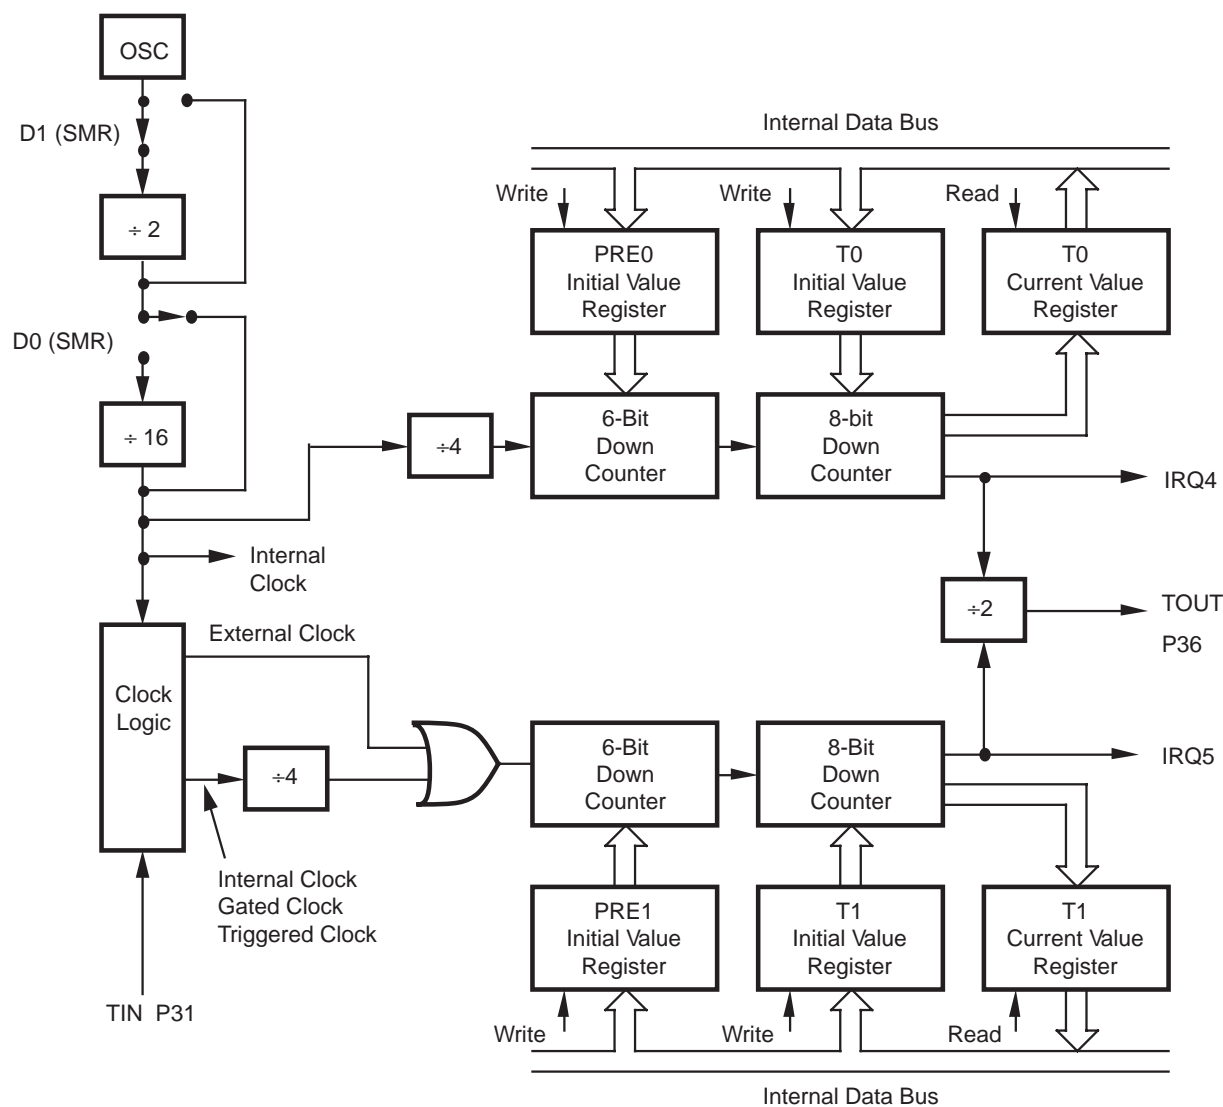 OSC
D1 (SMR)
÷ 2
D0 (SMR)
÷ 16
Internal
Clock
Internal Data Bus
Write
Write
Read
PRE0
Initial Value
Register
T0
Initial Value
Register
T0
Current Value
Register
÷4
6-Bit
Down
Counter
8-bit
Down
Counter
IRQ4
÷2
TOUT
P36
External Clock
Clock
Logic
÷4
Internal Clock
Gated Clock
Triggered Clock
TIN P31
6-Bit
Down
Counter
8-Bit
Down
Counter
IRQ5
PRE1
Initial Value
Register
T1
Initial Value
Register
T1
Current Value
Register
Write
Write
Read
Internal Data Bus